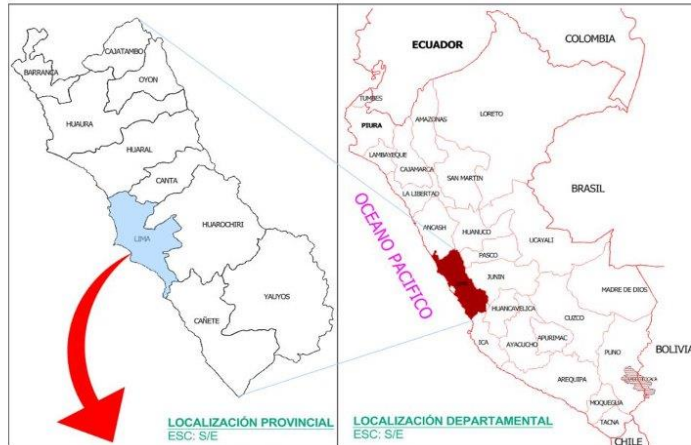 CAJATAMBO
BARRANCA
OYON
HUAURA
HUARAL
CANTA
LIMA
HUAROCHIRI
CAÑETE
YAUYOS
LOCALIZACIÓN PROVINCIAL
ESC: S/E
ECUADOR
COLOMBIA
TUMBES
PIURA
AMAZONAS
LORETO
LAMBAYEQUE
CAJAMARCA
SAN MARTIN
LA LIBERTAD
BRASIL
OCEANO PACIFICO
ANCASH
HUANUCO
UCAYALI
PASCO
JUNIN
MADRE DE DIOS
HUANCAVELICA
CUZCO
ICA
AYACUCHO
APURIMAC
PUNO
BOLIVIA
AREQUIPA
MOQUEGUA
TACNA
CHILE
LOCALIZACIÓN DEPARTAMENTAL
ESC: S/E